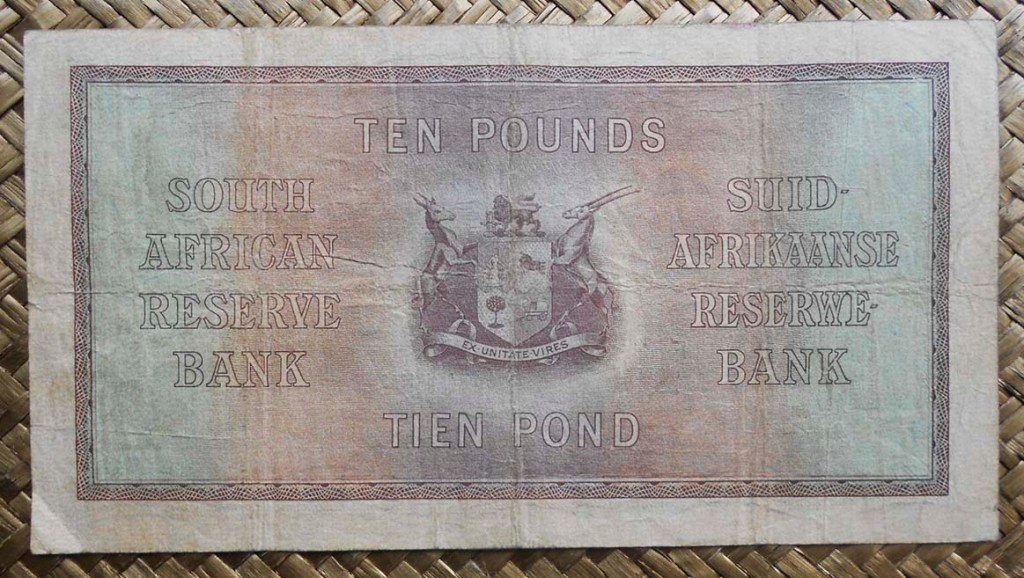 TEN POUNDS
SOUTH
AFRICAN
RESERVE
BANK
SUID-
AFRIKAANSE
RESERWE-
BANK
EX·UNITATE·VIRES
TIEN POND